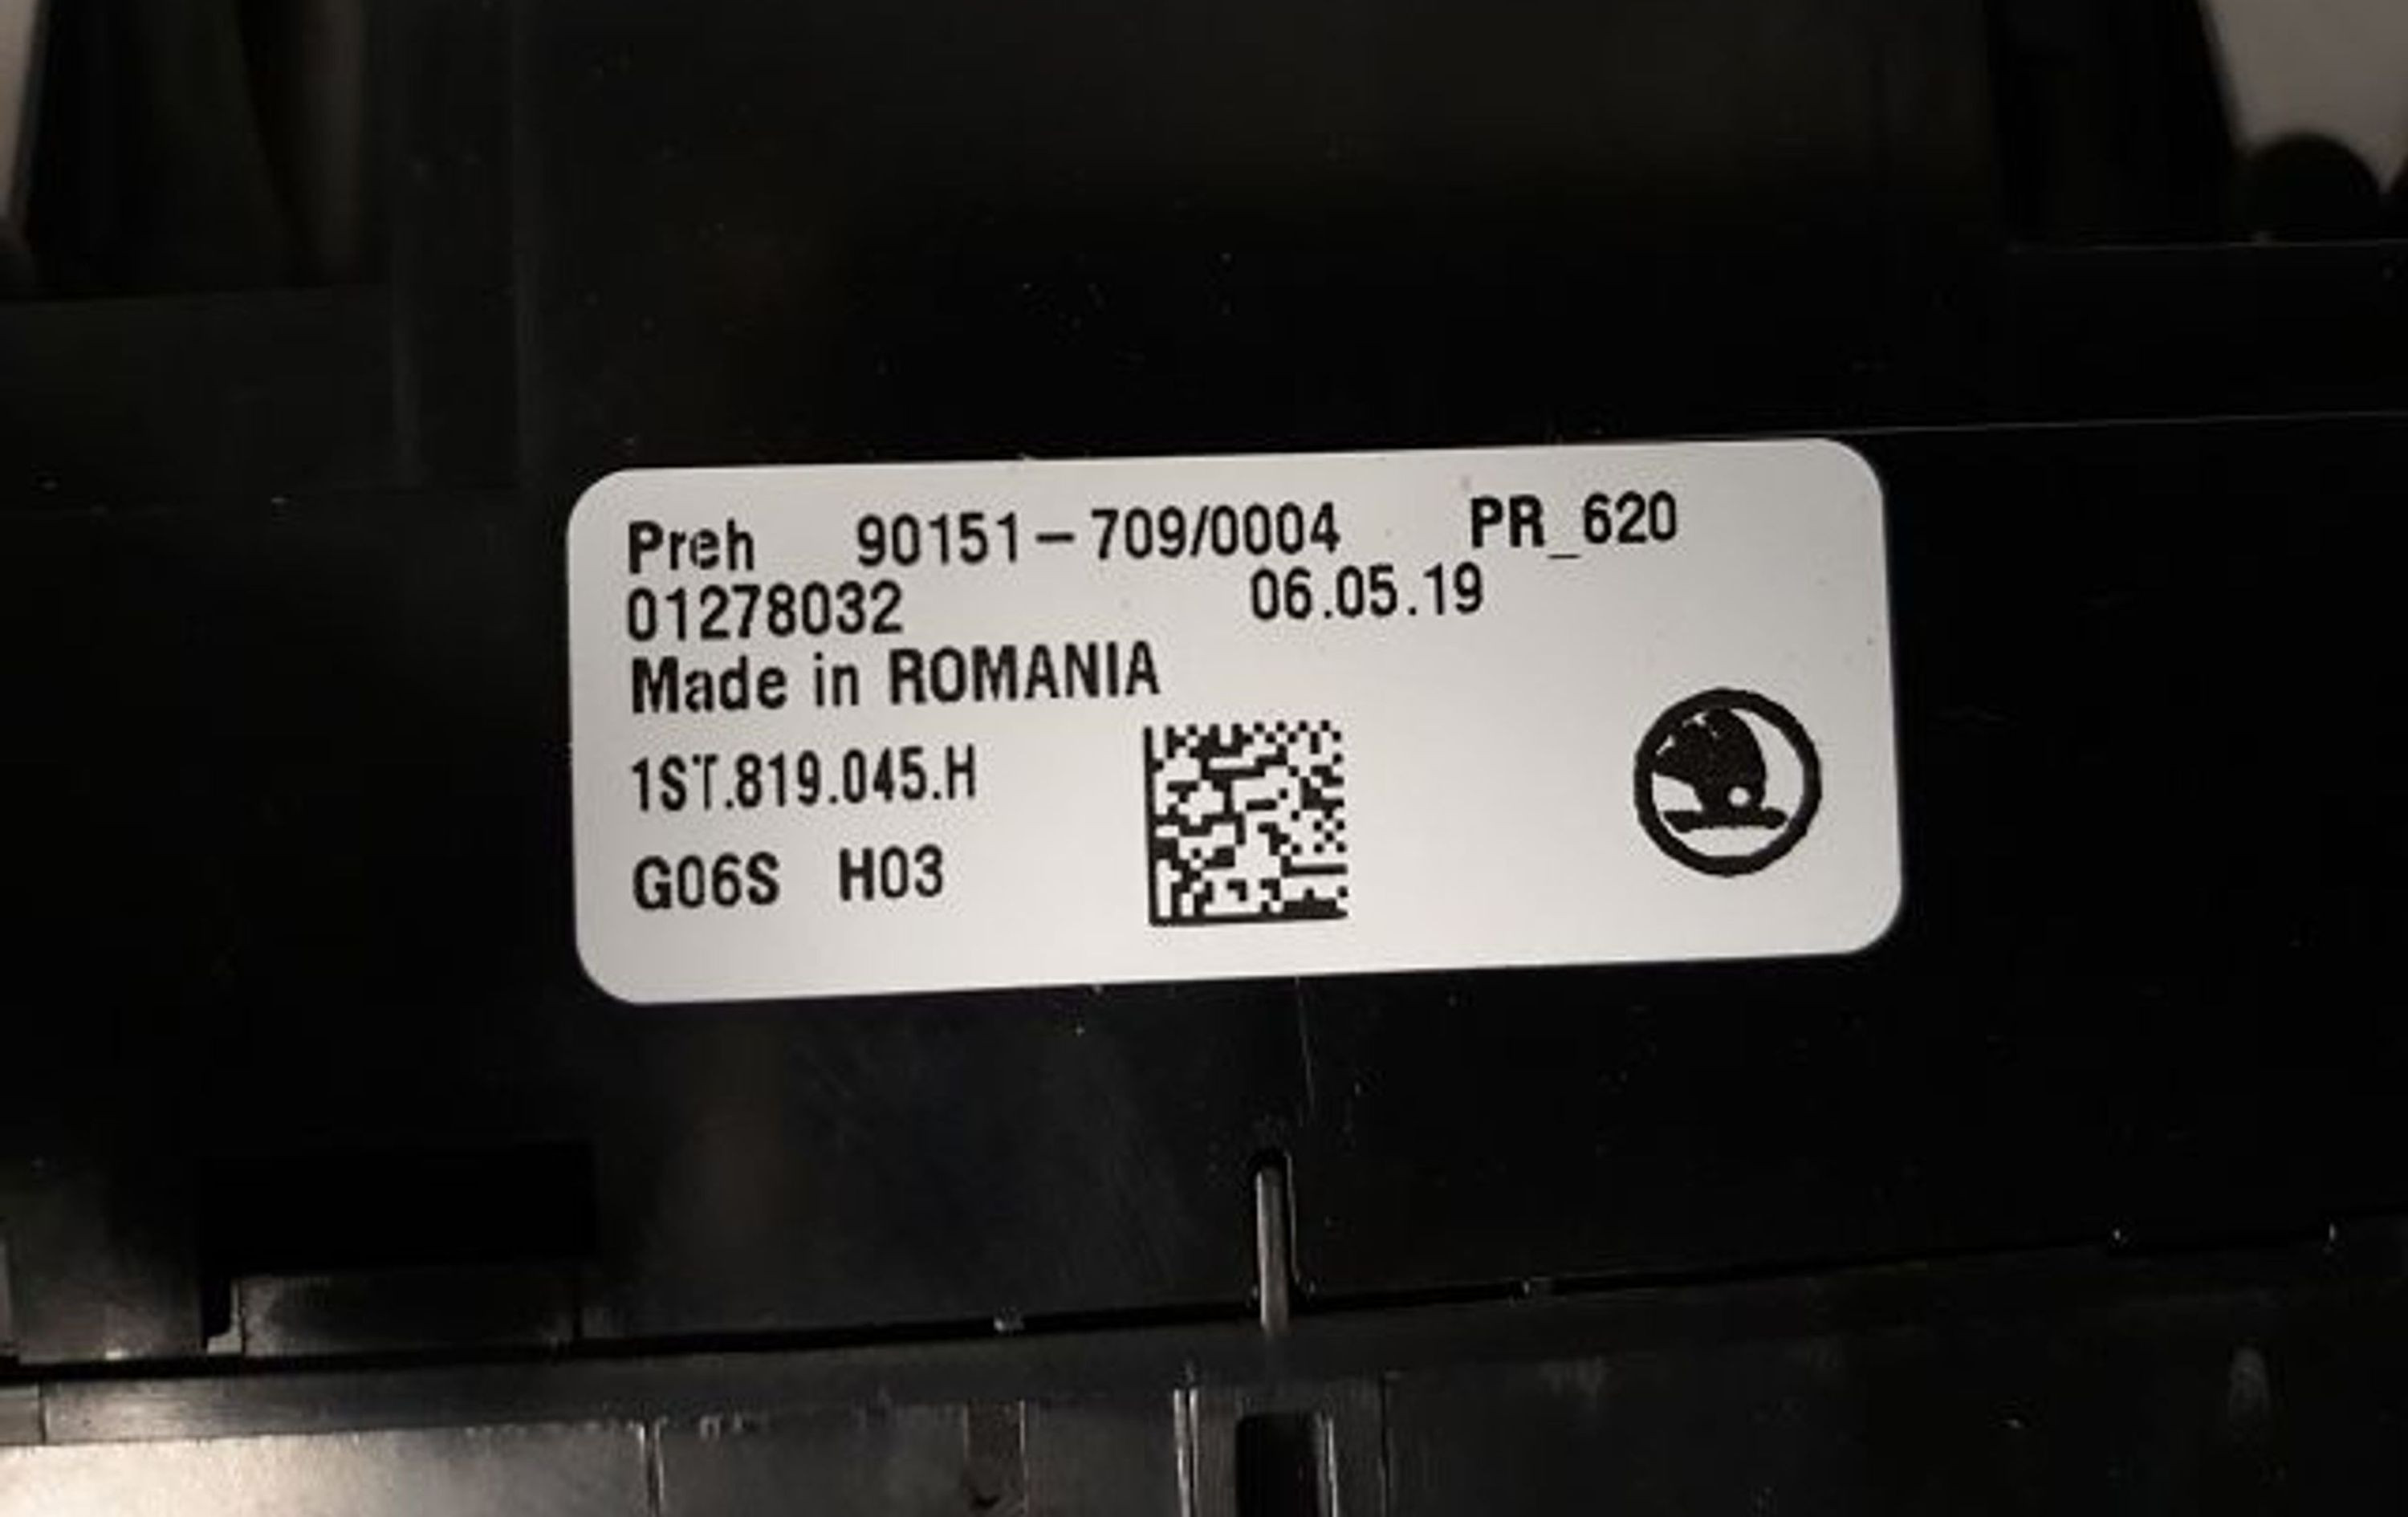 Preh 90151-709/0004 PR_620
01278032 06.05.19
Made in ROMANIA
1ST.819.045.H
G06S H03